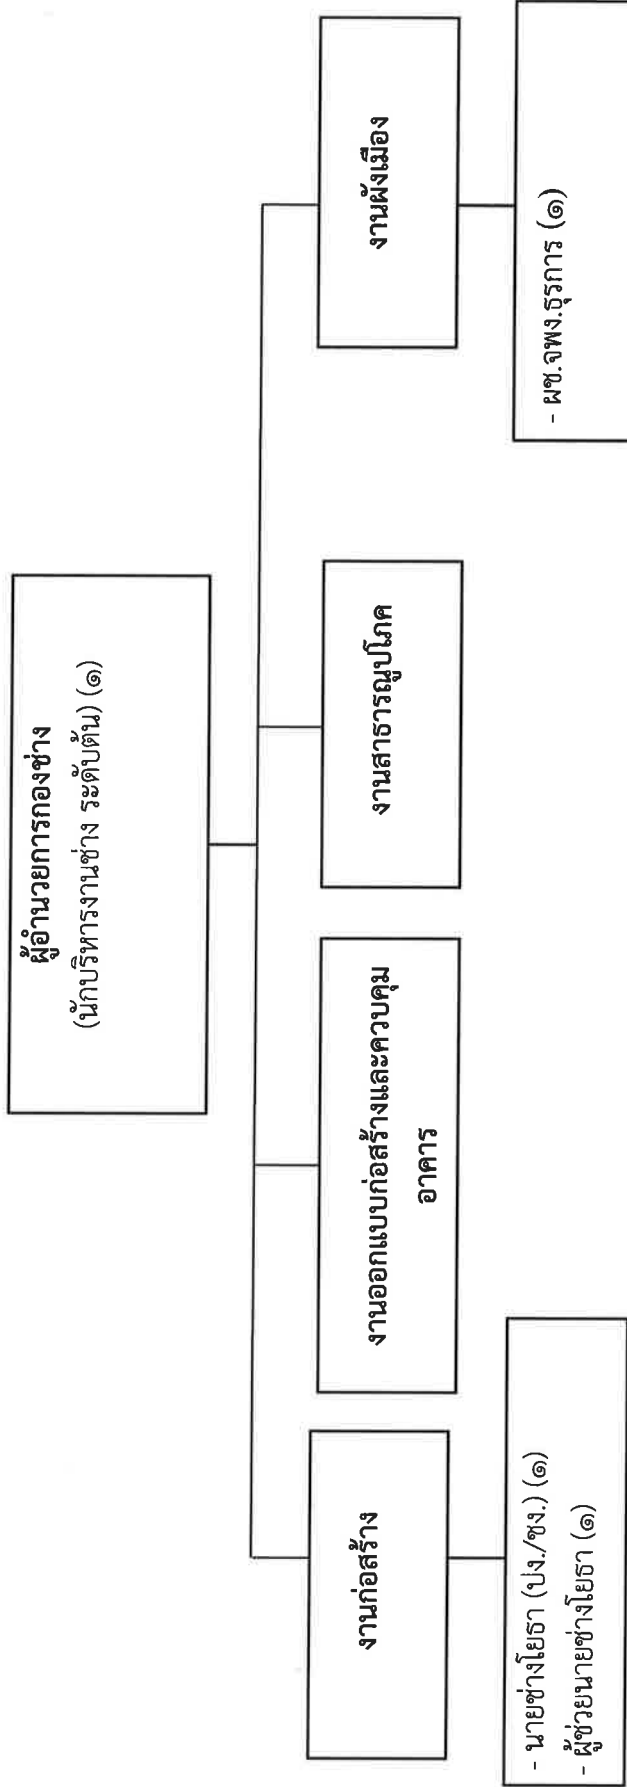 ผู้อำนวยการกองช่าง
(นักบริหารงานช่าง ระดับต้น) (๑)
งานก่อสร้าง
งานออกแบบก่อสร้างและควบคุม
อาคาร
งานสาธารณูปโภค
งานผังเมือง
- นายช่างโยธา (ปง./ชง.) (๑)
- ผู้ช่วยนายช่างโยธา (๑)
- ผช.จพง.ธุรการ (๑)